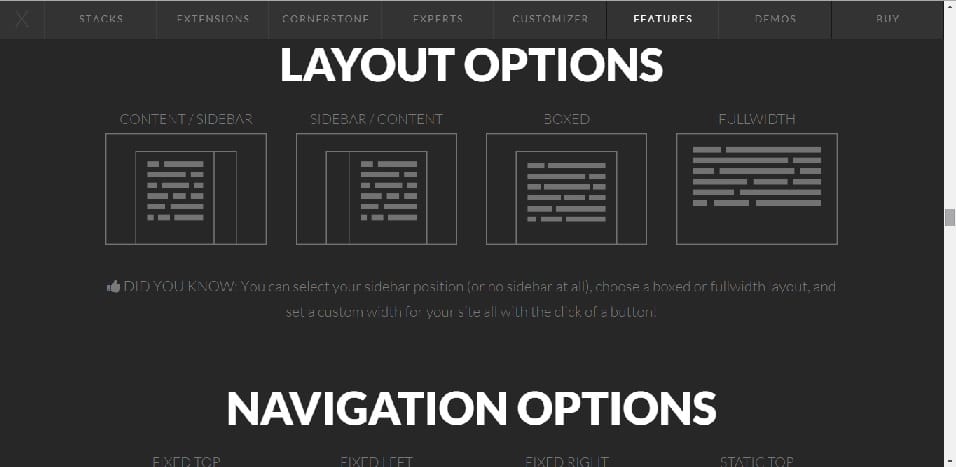 X STACKS EXTENSIONS CORNERSTONE EXPERTS CUSTOMIZER FEATURES DEMOS BUY
LAYOUT OPTIONS
CONTENT / SIDEBAR SIDEBAR / CONTENT BOXED FULLWIDTH
DID YOU KNOW! You can select your sidebar position (or no sidebar at all), choose a boxed or fullwidth layout, and
set a custom width for your site all with the click of a button!
NAVIGATION OPTIONS
FIXED TOP FIXED LEFT FIXED RIGHT STATIC TOP